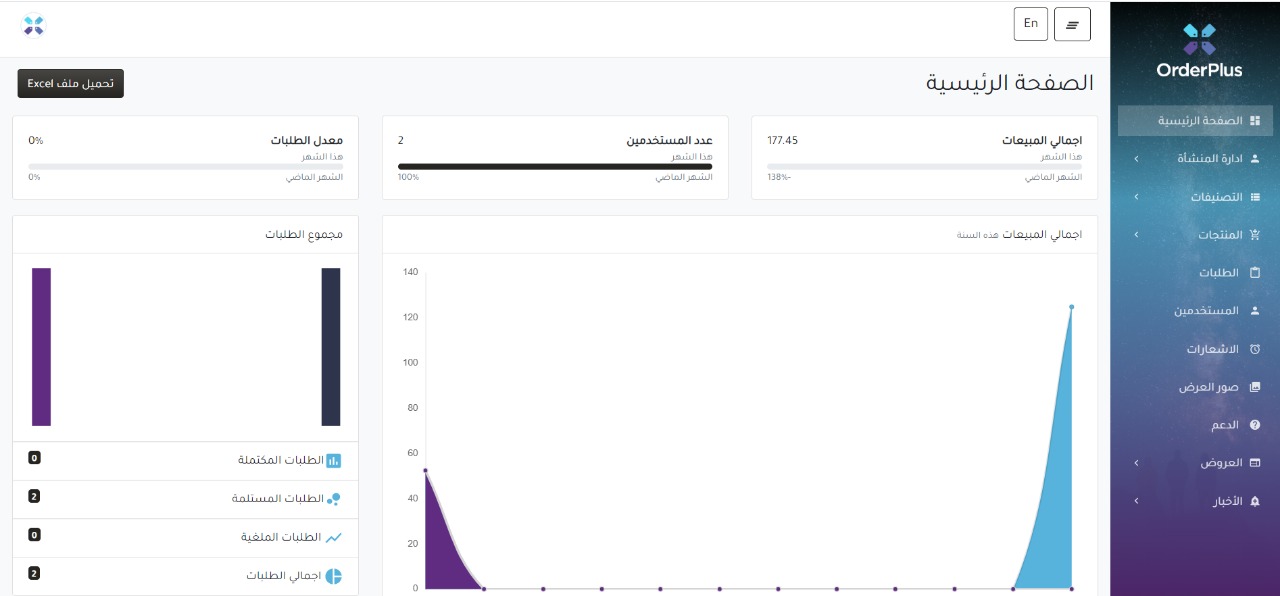 En
OrderPlus
الصفحة الرئيسية
ادارة المنشأة
التصنيفات
المنتجات
الطلبات
المستخدمين
الاشعارات
صور العرض
الدعم
العروض
الأخبار
الصفحة الرئيسية
تحميل ملف Excel
اجمالي المبيعات
177.45
هذا الشهر
الشهر الماضي
138%-
عدد المستخدمين
2
هذا الشهر
الشهر الماضي
100%
معدل الطلبات
0%
هذا الشهر
الشهر الماضي
0%
اجمالي المبيعات هذه السنة
140
120
100
80
60
40
20
0
مجموع الطلبات
الطلبات المكتملة 0
الطلبات المستلمة 2
الطلبات الملغية 0
اجمالي الطلبات 2